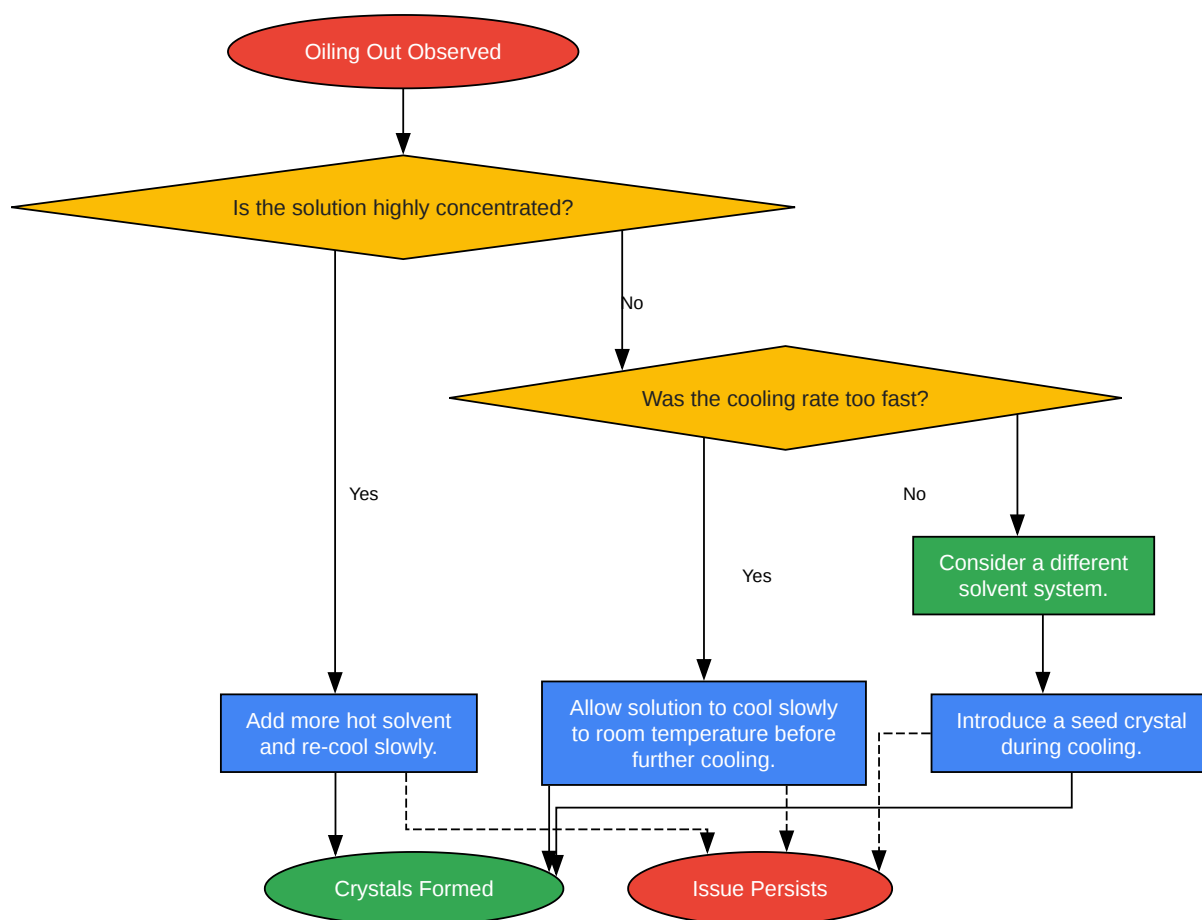 Oiling Out Observed
Is the solution highly concentrated?
No
Was the cooling rate too fast?
Yes
No
Consider a different
solvent system.
Yes
Add more hot solvent
and re-cool slowly.
Allow solution to cool slowly
to room temperature before
further cooling.
Introduce a seed crystal
during cooling.
Crystals Formed
Issue Persists